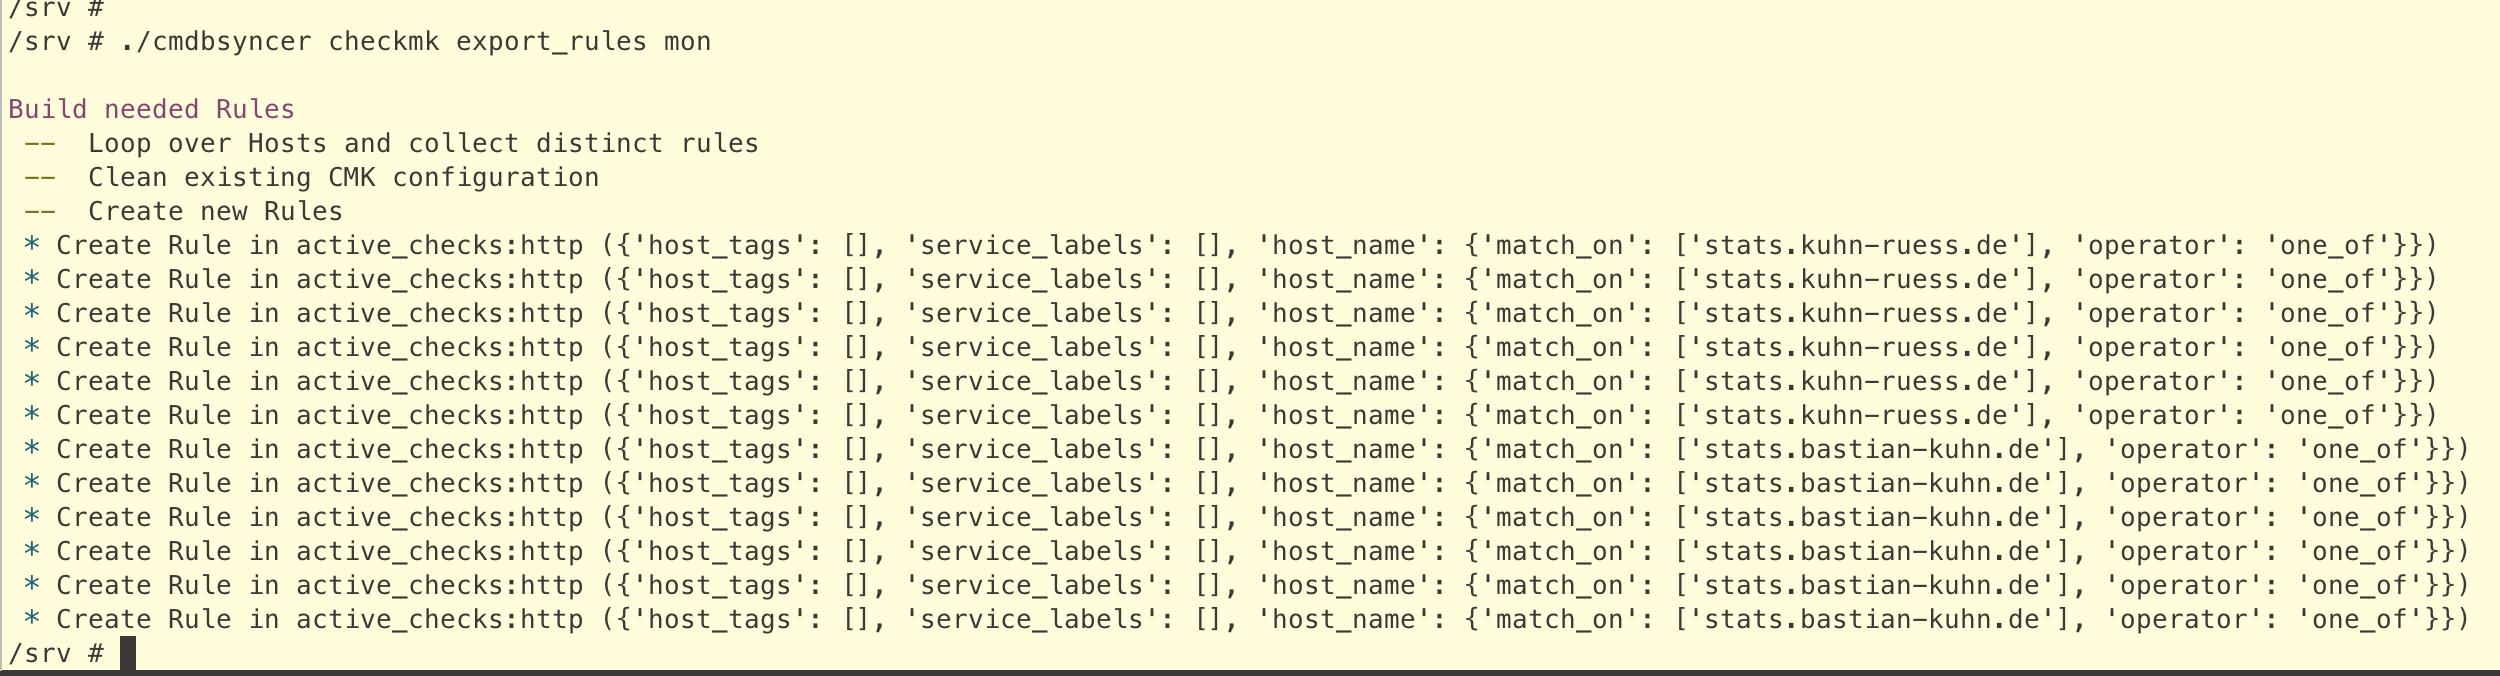 /srv #
/srv # ./cmdbsyncer checkmk export_rules mon
Build needed Rules
--  Loop over Hosts and collect distinct rules
--  Clean existing CMK configuration
--  Create new Rules
* Create Rule in active_checks:http ({'host_tags': [], 'service_labels': [], 'host_name': {'match_on': ['stats.kuhn-ruess.de'], 'operator': 'one_of'}})
* Create Rule in active_checks:http ({'host_tags': [], 'service_labels': [], 'host_name': {'match_on': ['stats.kuhn-ruess.de'], 'operator': 'one_of'}})
* Create Rule in active_checks:http ({'host_tags': [], 'service_labels': [], 'host_name': {'match_on': ['stats.kuhn-ruess.de'], 'operator': 'one_of'}})
* Create Rule in active_checks:http ({'host_tags': [], 'service_labels': [], 'host_name': {'match_on': ['stats.kuhn-ruess.de'], 'operator': 'one_of'}})
* Create Rule in active_checks:http ({'host_tags': [], 'service_labels': [], 'host_name': {'match_on': ['stats.kuhn-ruess.de'], 'operator': 'one_of'}})
* Create Rule in active_checks:http ({'host_tags': [], 'service_labels': [], 'host_name': {'match_on': ['stats.kuhn-ruess.de'], 'operator': 'one_of'}})
* Create Rule in active_checks:http ({'host_tags': [], 'service_labels': [], 'host_name': {'match_on': ['stats.bastian-kuhn.de'], 'operator': 'one_of'}})
* Create Rule in active_checks:http ({'host_tags': [], 'service_labels': [], 'host_name': {'match_on': ['stats.bastian-kuhn.de'], 'operator': 'one_of'}})
* Create Rule in active_checks:http ({'host_tags': [], 'service_labels': [], 'host_name': {'match_on': ['stats.bastian-kuhn.de'], 'operator': 'one_of'}})
* Create Rule in active_checks:http ({'host_tags': [], 'service_labels': [], 'host_name': {'match_on': ['stats.bastian-kuhn.de'], 'operator': 'one_of'}})
* Create Rule in active_checks:http ({'host_tags': [], 'service_labels': [], 'host_name': {'match_on': ['stats.bastian-kuhn.de'], 'operator': 'one_of'}})
* Create Rule in active_checks:http ({'host_tags': [], 'service_labels': [], 'host_name': {'match_on': ['stats.bastian-kuhn.de'], 'operator': 'one_of'}})
/srv #